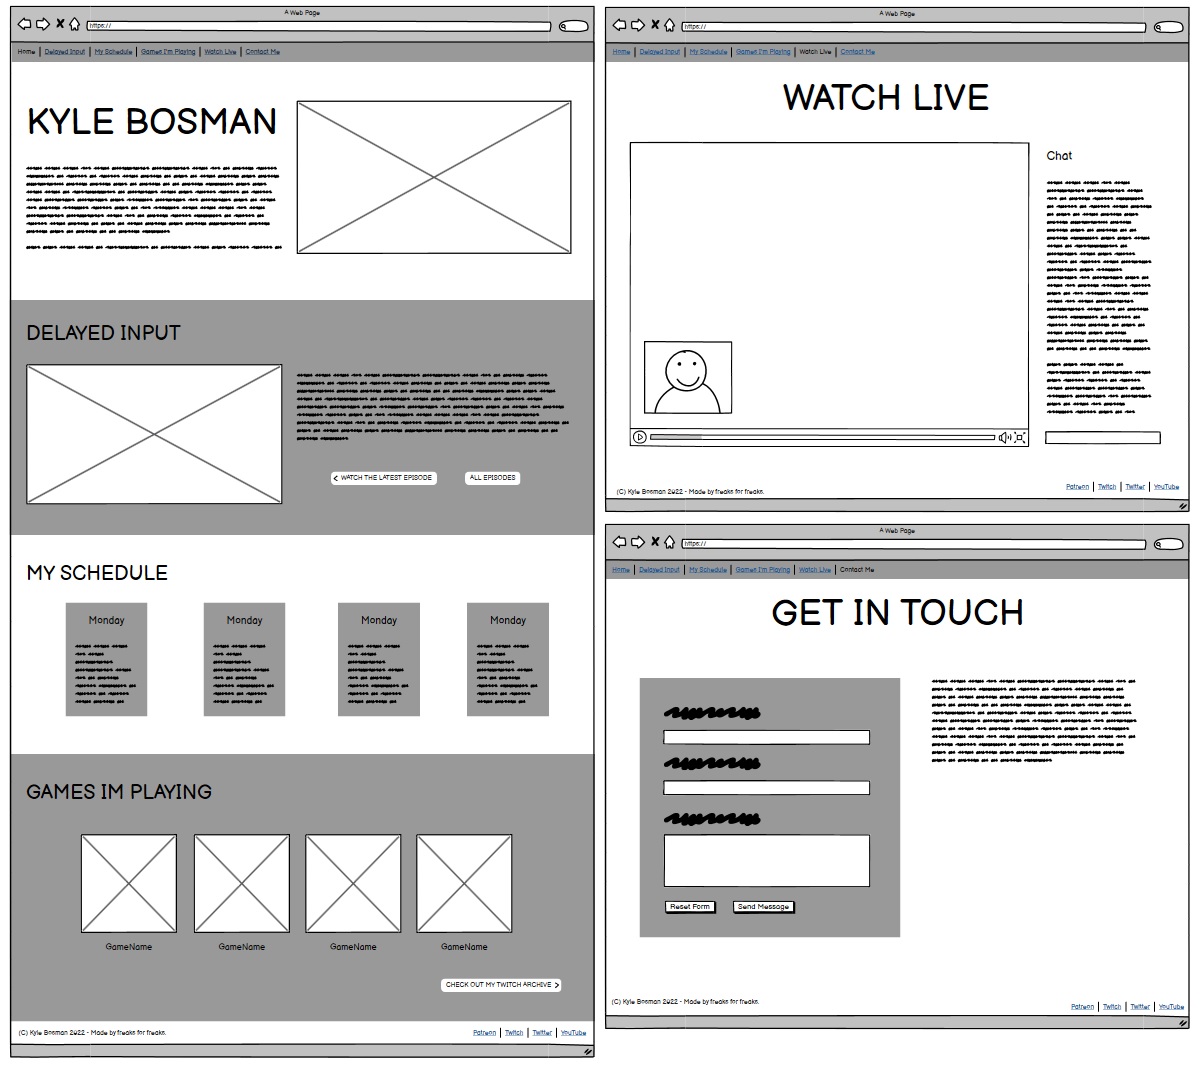 A Web Page
https://
Home | Delayed Input | My Schedule | Games I'm Playing | Watch Live | Contact Me
KYLE BOSMAN
DELAYED INPUT
WATCH THE LATEST EPISODE
ALL EPISODES
MY SCHEDULE
Monday
Monday
Monday
Monday
GAMES IM PLAYING
GameName
GameName
GameName
GameName
CHECK OUT MY TWITCH ARCHIVE
(C) Kyle Bosman 2022 - Made by freaks for freaks.
Patreon | Twitch | Twitter | YouTube
A Web Page
https://
Home | Delayed Input | My Schedule | Games I'm Playing | Watch Live | Contact Me
WATCH LIVE
Chat
(C) Kyle Bosman 2022 - Made by freaks for freaks.
Patreon | Twitch | Twitter | YouTube
A Web Page
https://
Home | Delayed Input | My Schedule | Games I'm Playing | Watch Live | Contact Me
GET IN TOUCH
Reset Form
Send Message
(C) Kyle Bosman 2022 - Made by freaks for freaks.
Patreon | Twitch | Twitter | YouTube